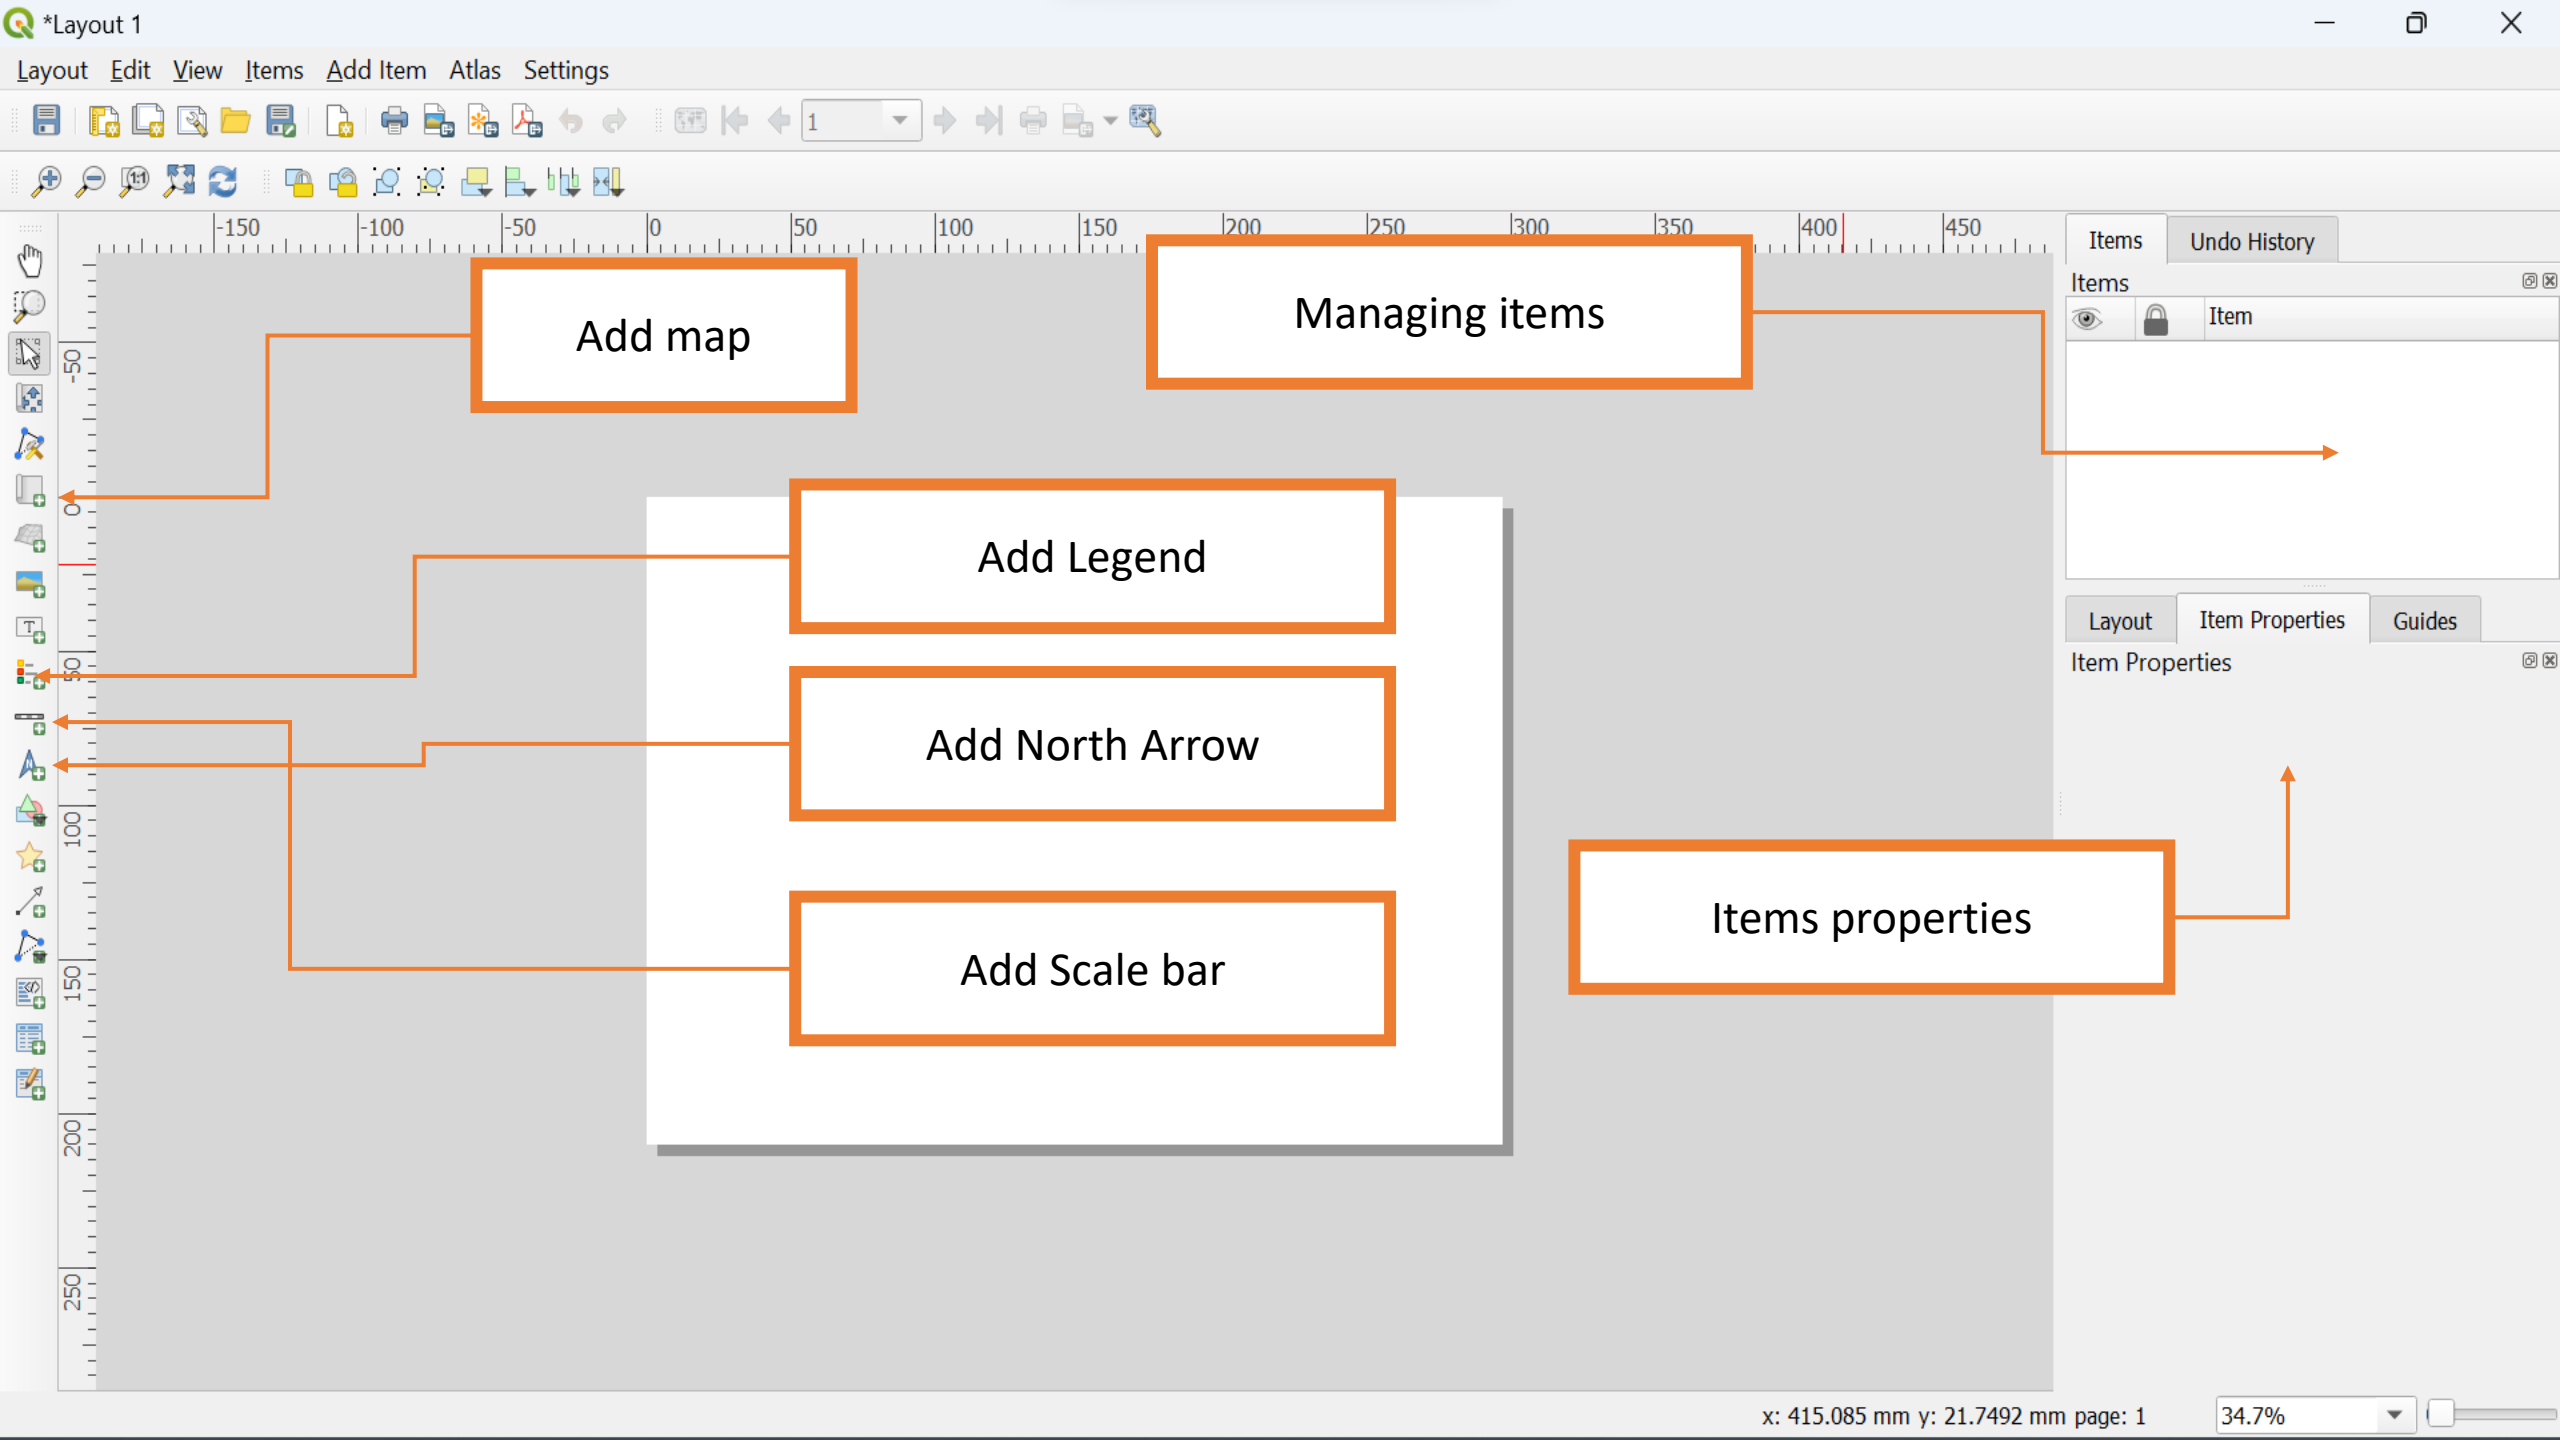 *Layout 1
Layout Edit View Items Add Item Atlas Settings
1
-150 -100 -50 0 50 100 150 200 250 300 350 400 450
Items Undo History
Items
Item
Add map
Managing items
-50
0
50
100
150
200
250
Add Legend
Layout Item Properties Guides
Item Properties
Add North Arrow
Items properties
Add Scale bar
x: 415.085 mm y: 21.7492 mm page: 1
34.7%